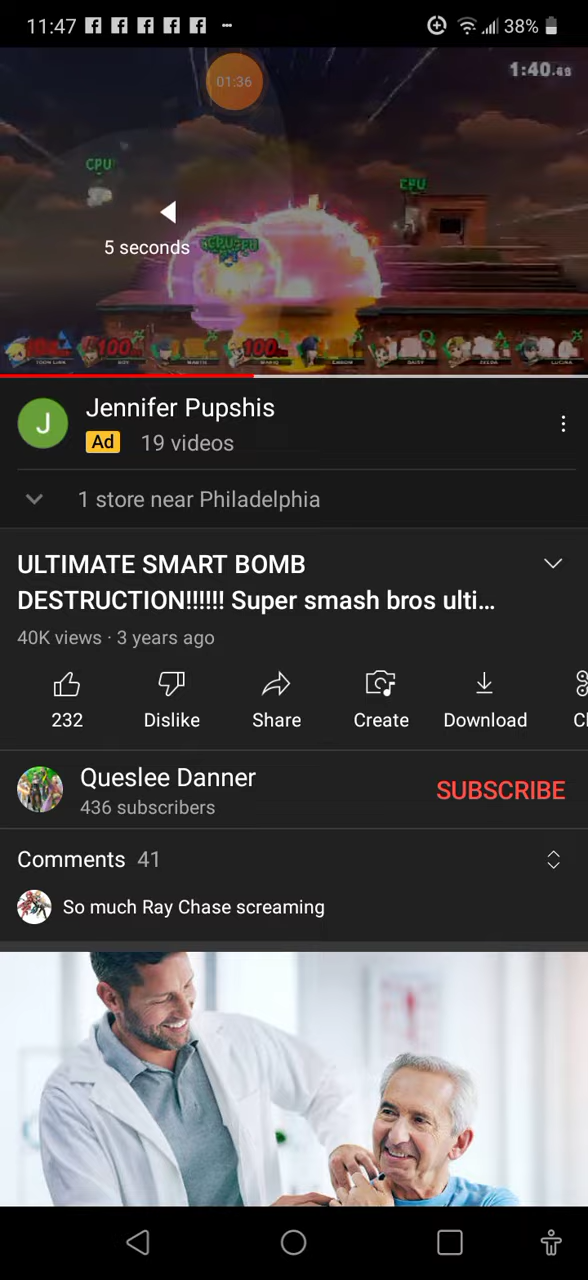 11:47
38%
01:36
1:40.69
CPU
CPU
5 seconds
100
100
Jennifer Pupshis
Ad 19 videos
1 store near Philadelphia
ULTIMATE SMART BOMB
DESTRUCTION!!!!!! Super smash bros ulti...
40K views · 3 years ago
232 Dislike Share Create Download
Queslee Danner
436 subscribers
SUBSCRIBE
Comments 41
So much Ray Chase screaming